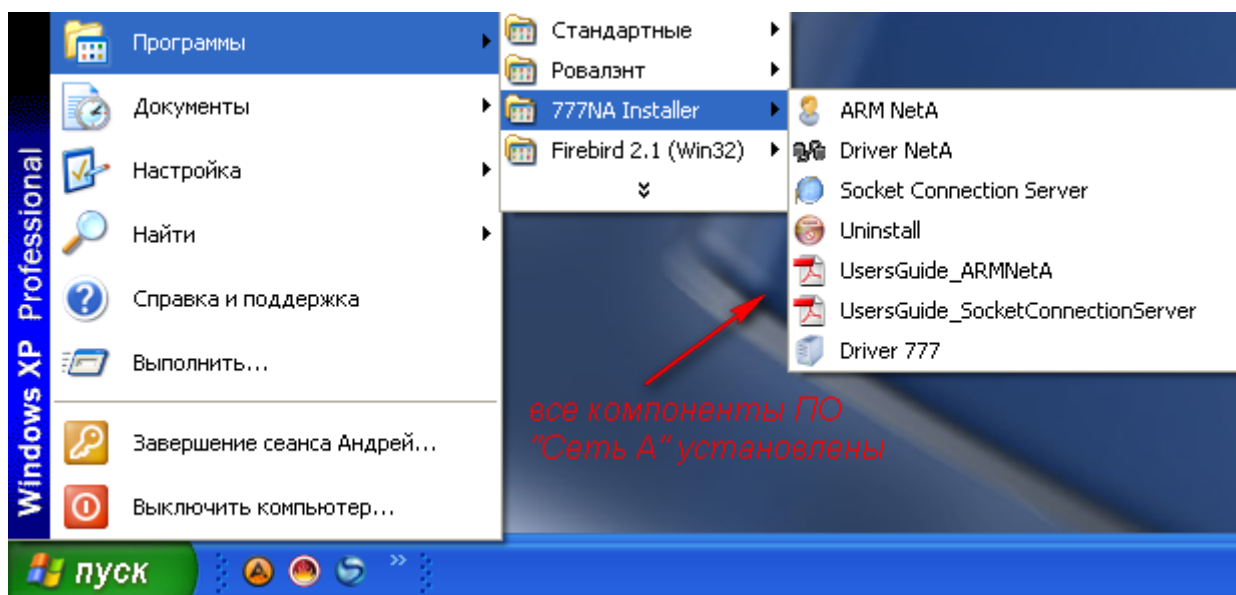 Windows XP Professional
Программы
Документы
Настройка
Найти
Справка и поддержка
Выполнить...
Завершение сеанса Андрей...
Выключить компьютер...
Стандартные
Ровалэнт
777NA Installer
Firebird 2.1 (Win32)
ARM NetA
Driver NetA
Socket Connection Server
Uninstall
UsersGuide_ARMNetA
UsersGuide_SocketConnectionServer
Driver 777
все компоненты ПО
"Сеть А" установлены
пуск